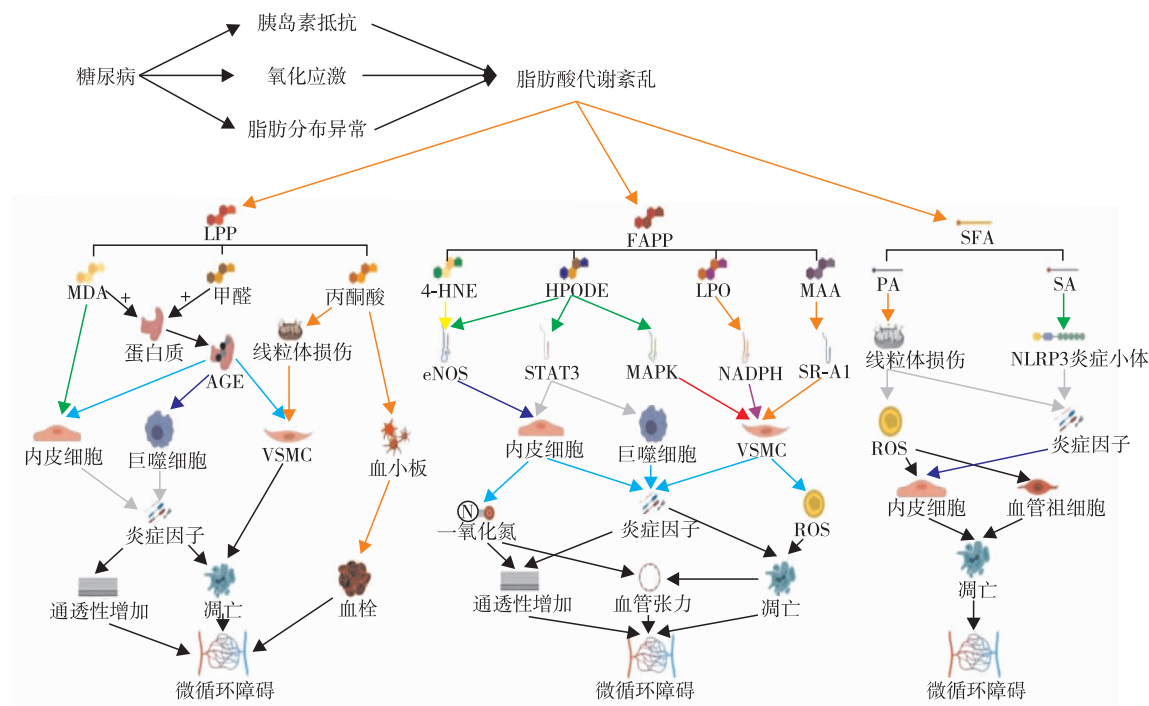 胰岛素抵抗
糖尿病 氧化应激 脂肪酸代谢紊乱
脂肪分布异常
LPP FAPP SFA
MDA + + 甲醛 丙酮酸 4-HNE HPODE LPO MAA PA SA
蛋白质 AGE 线粒体损伤 eNOS STAT3 MAPK NADPH SR-A1 线粒体损伤 NLRP3炎症小体
内皮细胞 巨噬细胞 VSMC 血小板 内皮细胞 巨噬细胞 VSMC ROS 炎症因子
炎症因子 N 一氧化氮 炎症因子 ROS 内皮细胞 血管祖细胞
通透性增加 凋亡 血栓 通透性增加 血管张力 凋亡 凋亡
微循环障碍 微循环障碍 微循环障碍